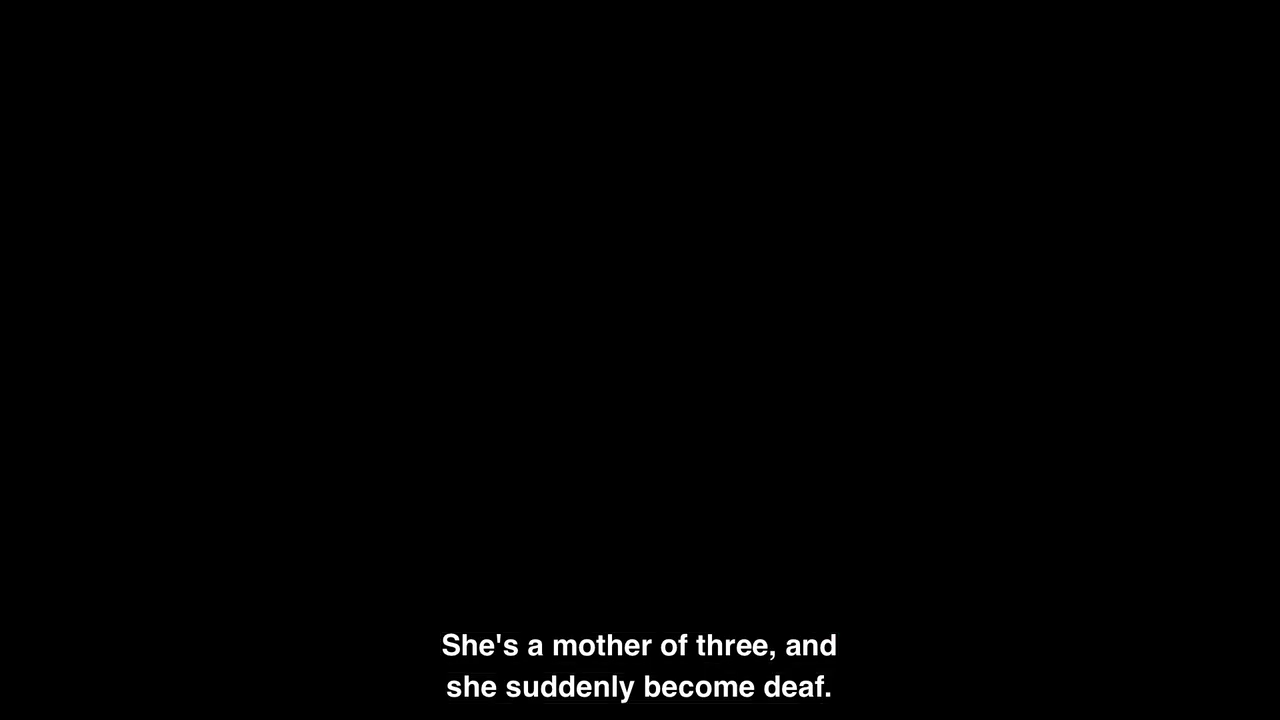 She's a mother of three, and
she suddenly become deaf.